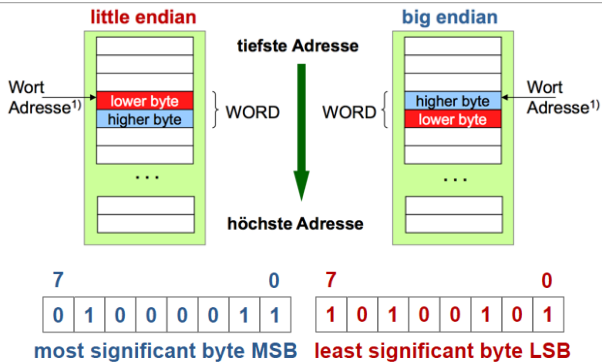 little endian
tiefste Adresse
big endian
Wort
Adresse¹⁾
lower byte
higher byte
WORD
WORD
higher byte
lower byte
Wort
Adresse¹⁾
...
...
höchste Adresse
7 0
0 1 0 0 0 0 1 1
most significant byte MSB
7 0
1 0 1 0 0 1 0 1
least significant byte LSB